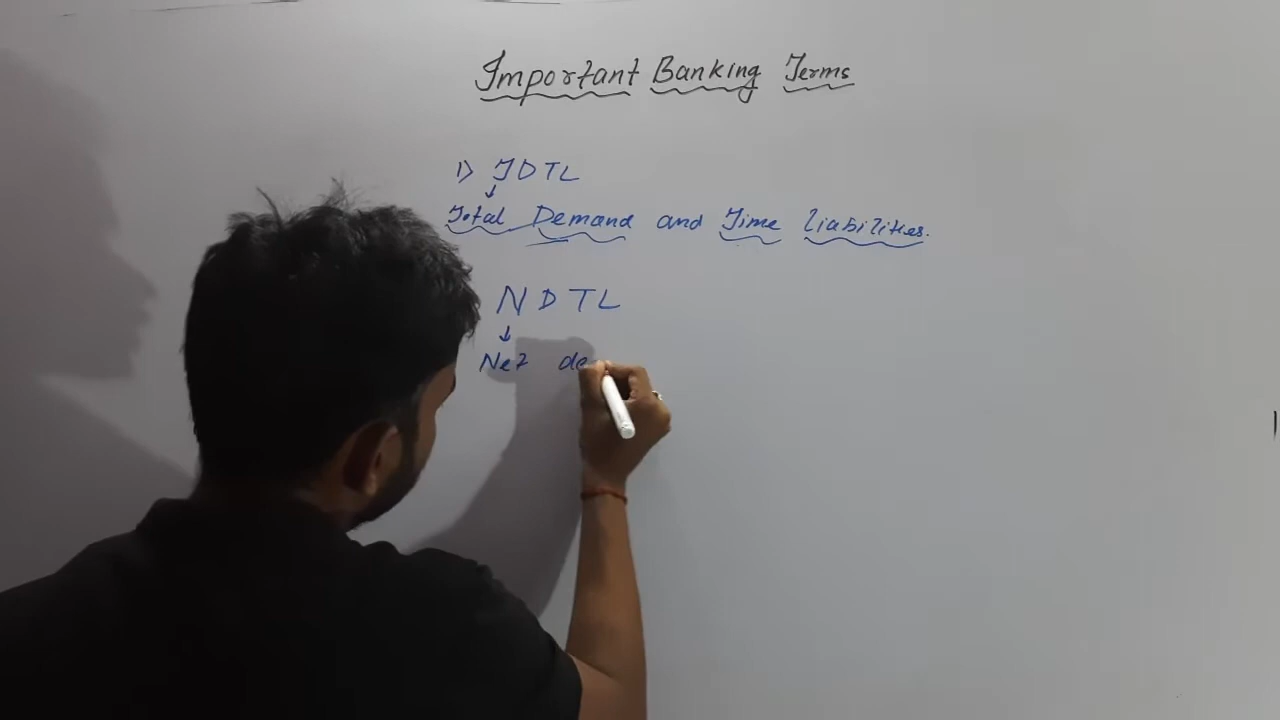 Important Banking Terms
1) TDTL
Total Demand and Time liabilities.
NDTL
Net de